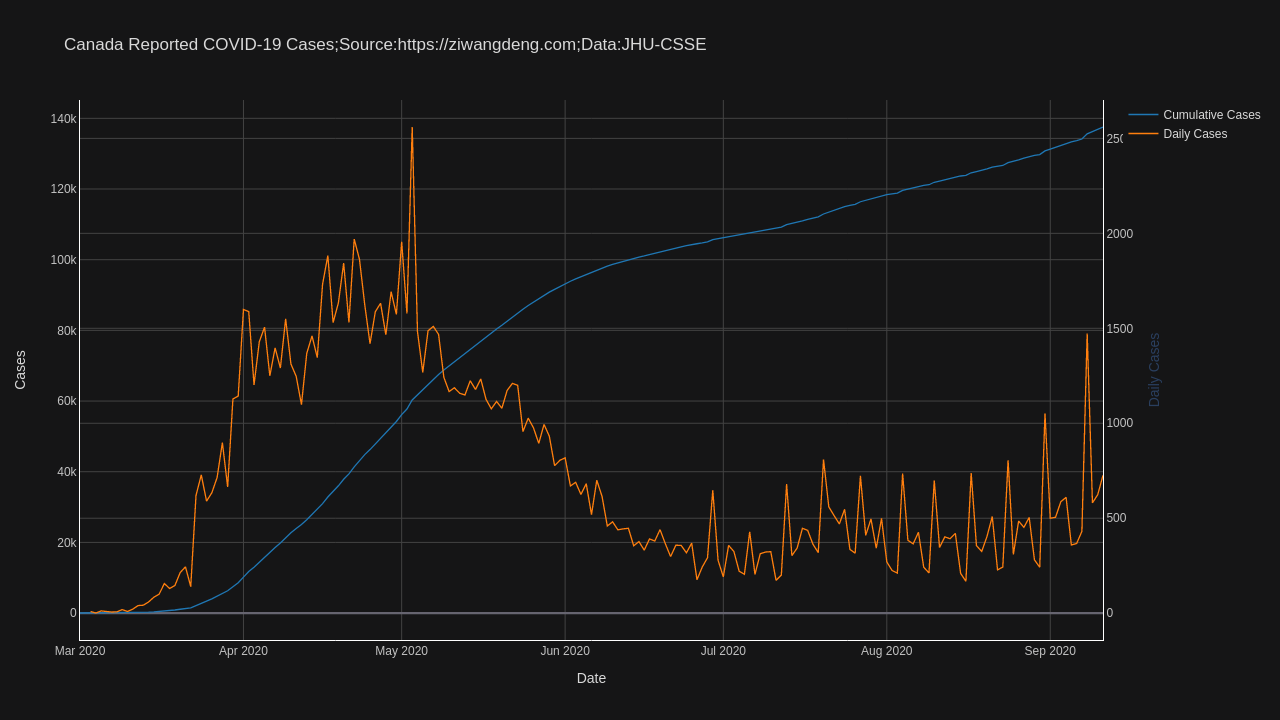 Canada Reported COVID-19 Cases;Source:https://ziwangdeng.com;Data:JHU-CSSE
Cumulative Cases
Daily Cases
140k
120k
100k
80k
60k
40k
20k
0
Cases
2000
1500
1000
500
0
Daily Cases
Mar 2020
Apr 2020
May 2020
Jun 2020
Jul 2020
Aug 2020
Sep 2020
Date